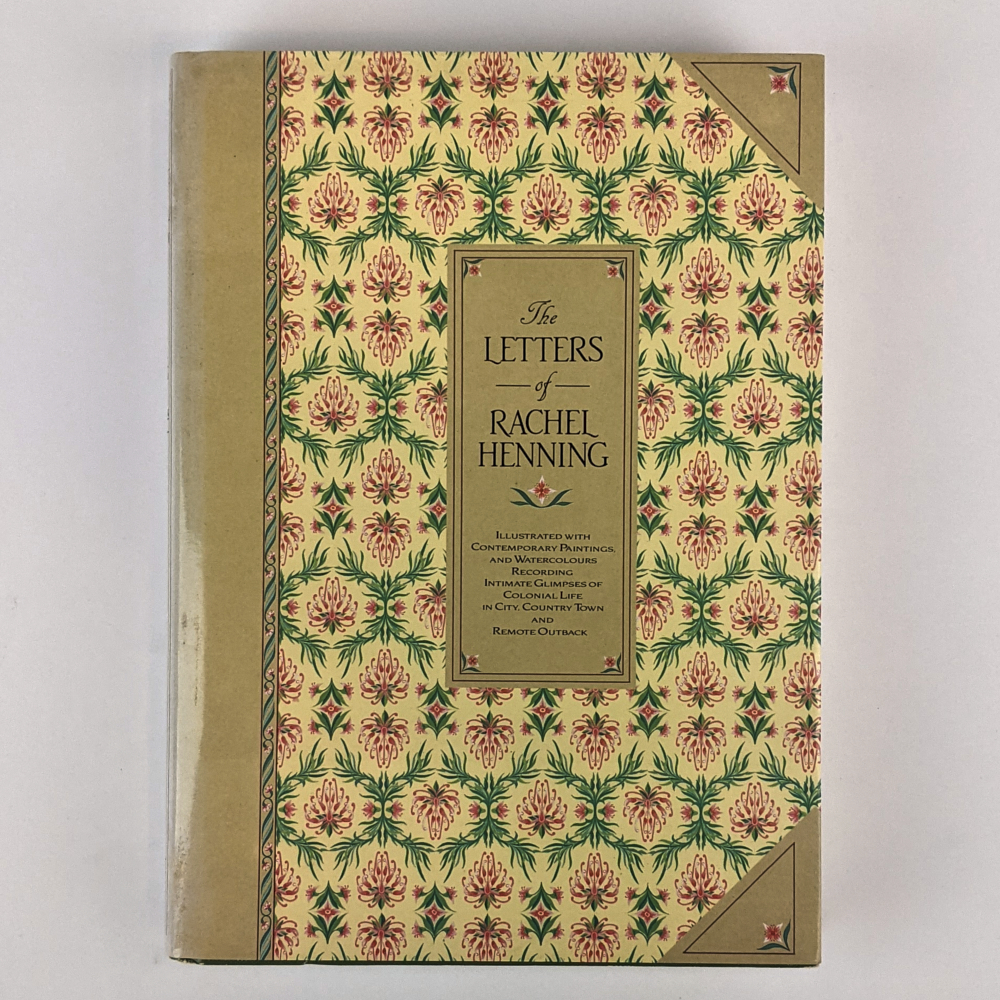 The
LETTERS
of
RACHEL
HENNING
ILLUSTRATED WITH
CONTEMPORARY PAINTINGS,
AND WATERCOLOURS
RECORDING
INTIMATE GLIMPSES OF
COLONIAL LIFE
IN CITY, COUNTRY TOWN
AND
REMOTE OUTBACK